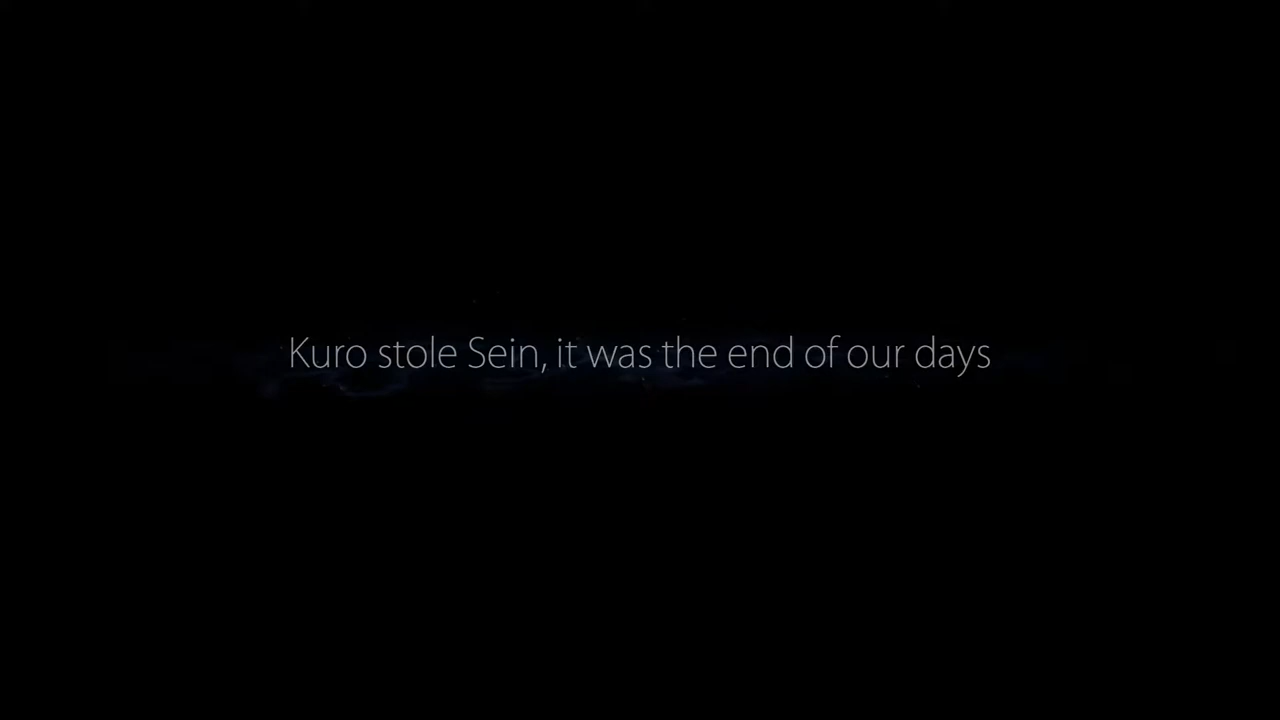 Kuro stole Sein, it was the end of our days